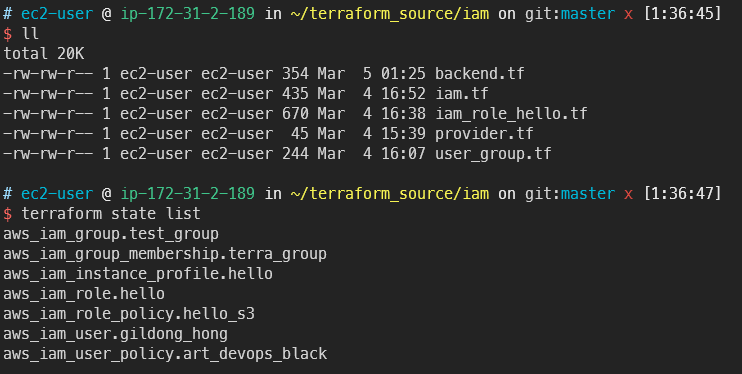 # ec2-user @ ip-172-31-2-189 in ~/terraform_source/iam on git:master x [1:36:45]
$ ll
total 20K
-rw-rw-r-- 1 ec2-user ec2-user 354 Mar  5 01:25 backend.tf
-rw-rw-r-- 1 ec2-user ec2-user 435 Mar  4 16:52 iam.tf
-rw-rw-r-- 1 ec2-user ec2-user 670 Mar  4 16:38 iam_role_hello.tf
-rw-rw-r-- 1 ec2-user ec2-user  45 Mar  4 15:39 provider.tf
-rw-rw-r-- 1 ec2-user ec2-user 244 Mar  4 16:07 user_group.tf
# ec2-user @ ip-172-31-2-189 in ~/terraform_source/iam on git:master x [1:36:47]
$ terraform state list
aws_iam_group.test_group
aws_iam_group_membership.terra_group
aws_iam_instance_profile.hello
aws_iam_role.hello
aws_iam_role_policy.hello_s3
aws_iam_user.gildong_hong
aws_iam_user_policy.art_devops_black